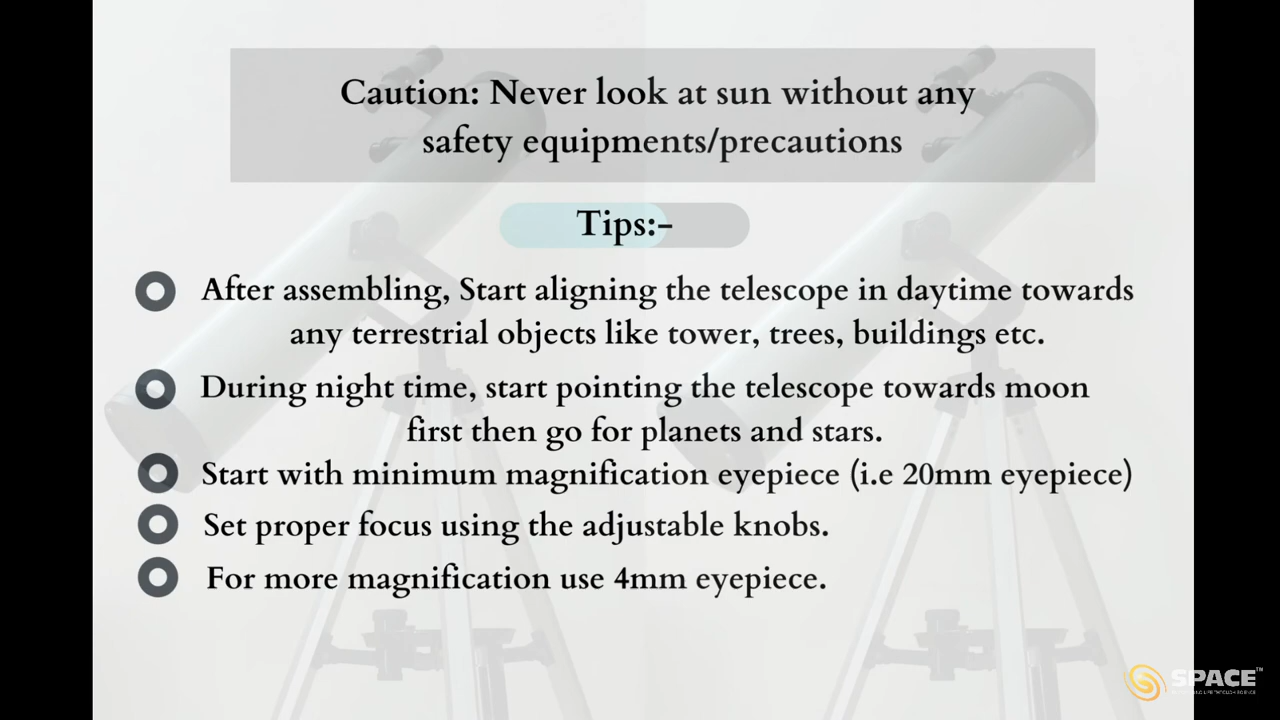 Caution: Never look at sun without any
safety equipments/precautions
Tips:-
After assembling, Start aligning the telescope in daytime towards
any terrestrial objects like tower, trees, buildings etc.
During night time, start pointing the telescope towards moon
first then go for planets and stars.
Start with minimum magnification eyepiece (i.e 20mm eyepiece)
Set proper focus using the adjustable knobs.
For more magnification use 4mm eyepiece.
SPACE™